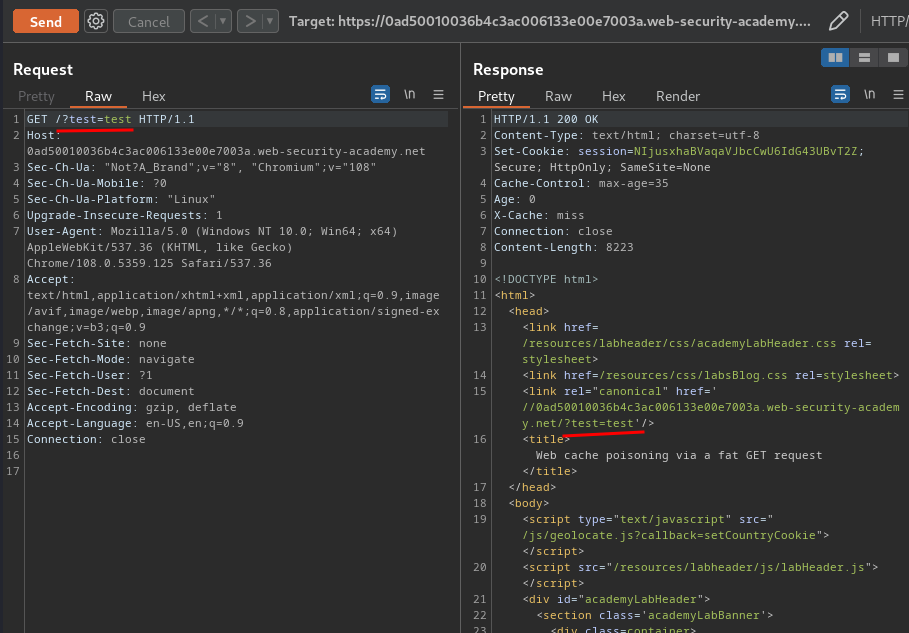 Send Cancel < > Target: https://0ad50010036b4c3ac006133e00e7003a.web-security-academy.... HTTP/
Request
Pretty Raw Hex \n
1 GET /?test=test HTTP/1.1
2 Host:
0ad50010036b4c3ac006133e00e7003a.web-security-academy.net
3 Sec-Ch-Ua: "Not?A_Brand";v="8", "Chromium";v="108"
4 Sec-Ch-Ua-Mobile: ?0
5 Sec-Ch-Ua-Platform: "Linux"
6 Upgrade-Insecure-Requests: 1
7 User-Agent: Mozilla/5.0 (Windows NT 10.0; Win64; x64)
AppleWebKit/537.36 (KHTML, like Gecko)
Chrome/108.0.5359.125 Safari/537.36
8 Accept:
text/html,application/xhtml+xml,application/xml;q=0.9,image
/avif,image/webp,image/apng,*/*;q=0.8,application/signed-ex
change;v=b3;q=0.9
9 Sec-Fetch-Site: none
10 Sec-Fetch-Mode: navigate
11 Sec-Fetch-User: ?1
12 Sec-Fetch-Dest: document
13 Accept-Encoding: gzip, deflate
14 Accept-Language: en-US,en;q=0.9
15 Connection: close
16
17
Response
Pretty Raw Hex Render \n
1 HTTP/1.1 200 OK
2 Content-Type: text/html; charset=utf-8
3 Set-Cookie: session=NIjusxhaBVaqaVJbcCwU6IdG43UBvT2Z;
Secure; HttpOnly; SameSite=None
4 Cache-Control: max-age=35
5 Age: 0
6 X-Cache: miss
7 Connection: close
8 Content-Length: 8223
9
10 <!DOCTYPE html>
11 <html>
12 <head>
13 <link href=
/resources/labheader/css/academyLabHeader.css rel=
stylesheet>
14 <link href=/resources/css/labsBlog.css rel=stylesheet>
15 <link rel="canonical" href='
//0ad50010036b4c3ac006133e00e7003a.web-security-academ
y.net/?test=test'/>
16 <title>
Web cache poisoning via a fat GET request
</title>
17 </head>
18 <body>
19 <script type="text/javascript" src="
/js/geolocate.js?callback=setCountryCookie">
</script>
20 <script src="/resources/labheader/js/labHeader.js">
</script>
21 <div id="academyLabHeader">
22 <section class='academyLabBanner'>
23 <div class=container>